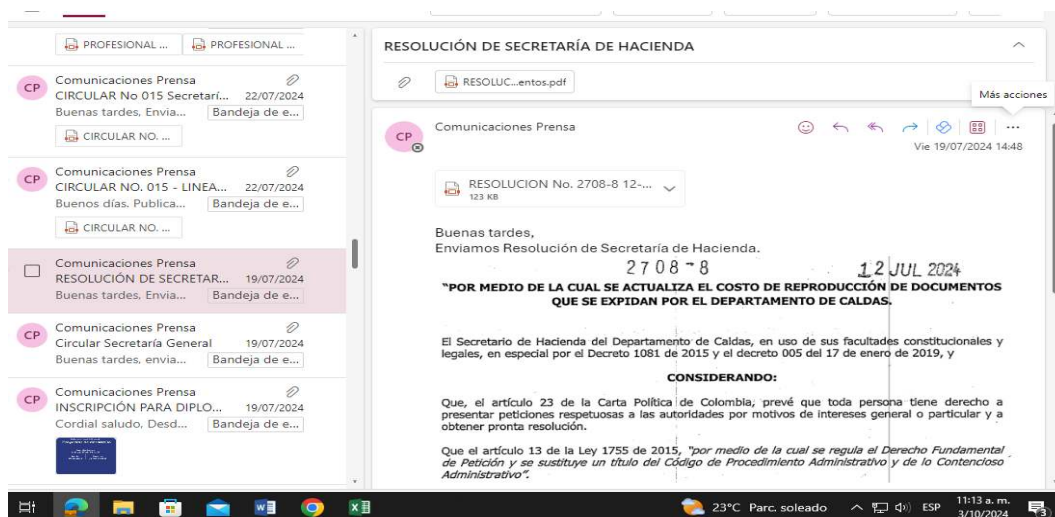 PROFESIONAL ... PROFESIONAL ...
Comunicaciones Prensa
CP
CIRCULAR No 015 Secretarí... 22/07/2024
Buenas tardes, Envia... Bandeja de e...
CIRCULAR NO. ...
Comunicaciones Prensa
CP
CIRCULAR NO. 015 - LINEA... 22/07/2024
Buenos días. Publica... Bandeja de e...
CIRCULAR NO. ...
Comunicaciones Prensa
RESOLUCIÓN DE SECRETAR... 19/07/2024
Buenas tardes, Envia... Bandeja de e...
Comunicaciones Prensa
CP
Circular Secretaría General 19/07/2024
Buenas tardes, envia... Bandeja de e...
Comunicaciones Prensa
CP
INSCRIPCIÓN PARA DIPLO... 19/07/2024
Cordial saludo, Desd... Bandeja de e...
RESOLUCIÓN DE SECRETARÍA DE HACIENDA
RESOLUC...entos.pdf
Más acciones
CP
Comunicaciones Prensa
Vie 19/07/2024 14:48
RESOLUCION No. 2708-8 12-...
123 KB
Buenas tardes,
Enviamos Resolución de Secretaría de Hacienda.
2708-8 12 JUL 2024
"POR MEDIO DE LA CUAL SE ACTUALIZA EL COSTO DE REPRODUCCIÓN DE DOCUMENTOS
QUE SE EXPIDAN POR EL DEPARTAMENTO DE CALDAS.
El Secretario de Hacienda del Departamento de Caldas, en uso de sus facultades constitucionales y
legales, en especial por el Decreto 1081 de 2015 y el decreto 005 del 17 de enero de 2019, y
CONSIDERANDO:
Que, el artículo 23 de la Carta Política de Colombia, prevé que toda persona tiene derecho a
presentar peticiones respetuosas a las autoridades por motivos de intereses general o particular y a
obtener pronta resolución.
Que el artículo 13 de la Ley 1755 de 2015, "por medio de la cual se regula el Derecho Fundamental
de Petición y se sustituye un título del Código de Procedimiento Administrativo y de lo Contencioso
Administrativo".
23°C Parc. soleado ESP 11:13 a. m.
3/10/2024
3